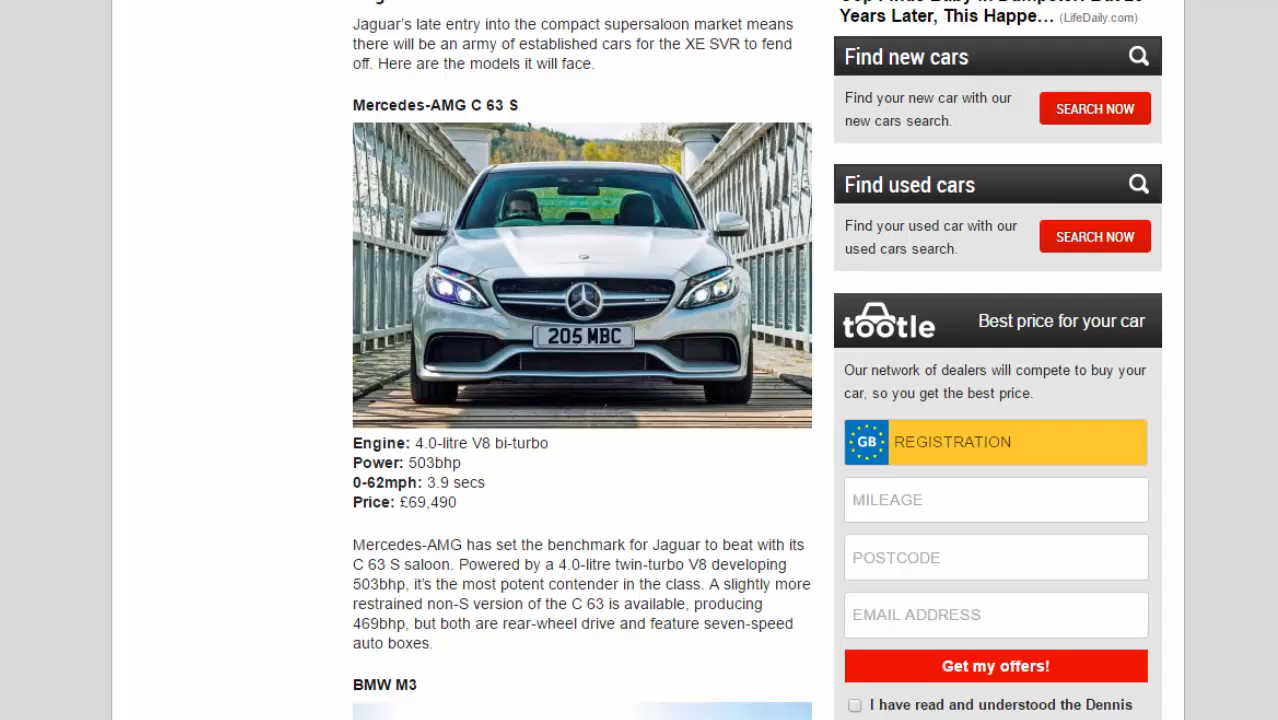 Jaguar's late entry into the compact supersaloon market means
there will be an army of established cars for the XE SVR to fend
off. Here are the models it will face.
Mercedes-AMG C 63 S
205 MBC
Engine: 4.0-litre V8 bi-turbo
Power: 503bhp
0-62mph: 3.9 secs
Price: £69,490
Mercedes-AMG has set the benchmark for Jaguar to beat with its
C 63 S saloon. Powered by a 4.0-litre twin-turbo V8 developing
503bhp, it's the most potent contender in the class. A slightly more
restrained non-S version of the C 63 is available, producing
469bhp, but both are rear-wheel drive and feature seven-speed
auto boxes.
BMW M3
Years Later, This Happe… (LifeDaily.com)
Find new cars
Find your new car with our
new cars search.
SEARCH NOW
Find used cars
Find your used car with our
used cars search.
SEARCH NOW
tootle
Best price for your car
Our network of dealers will compete to buy your
car, so you get the best price.
GB REGISTRATION
MILEAGE
POSTCODE
EMAIL ADDRESS
Get my offers!
I have read and understood the Dennis